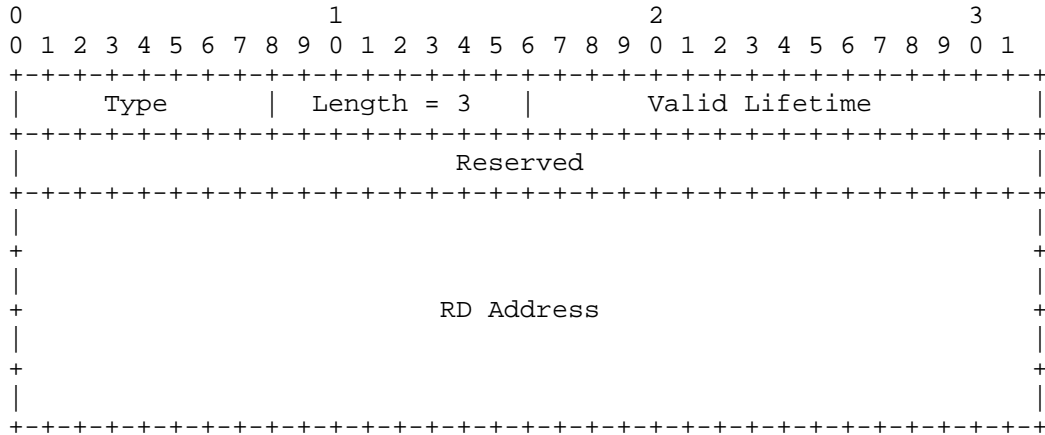 0                   1                   2                   3
0 1 2 3 4 5 6 7 8 9 0 1 2 3 4 5 6 7 8 9 0 1 2 3 4 5 6 7 8 9 0 1
+-+-+-+-+-+-+-+-+-+-+-+-+-+-+-+-+-+-+-+-+-+-+-+-+-+-+-+-+-+-+-+-+
|     Type      |  Length = 3   |       Valid Lifetime          |
+-+-+-+-+-+-+-+-+-+-+-+-+-+-+-+-+-+-+-+-+-+-+-+-+-+-+-+-+-+-+-+-+
|                           Reserved                            |
+-+-+-+-+-+-+-+-+-+-+-+-+-+-+-+-+-+-+-+-+-+-+-+-+-+-+-+-+-+-+-+-+
|                                                               |
+                                                               +
|                                                               |
+                          RD Address                           +
|                                                               |
+                                                               +
|                                                               |
+-+-+-+-+-+-+-+-+-+-+-+-+-+-+-+-+-+-+-+-+-+-+-+-+-+-+-+-+-+-+-+-+